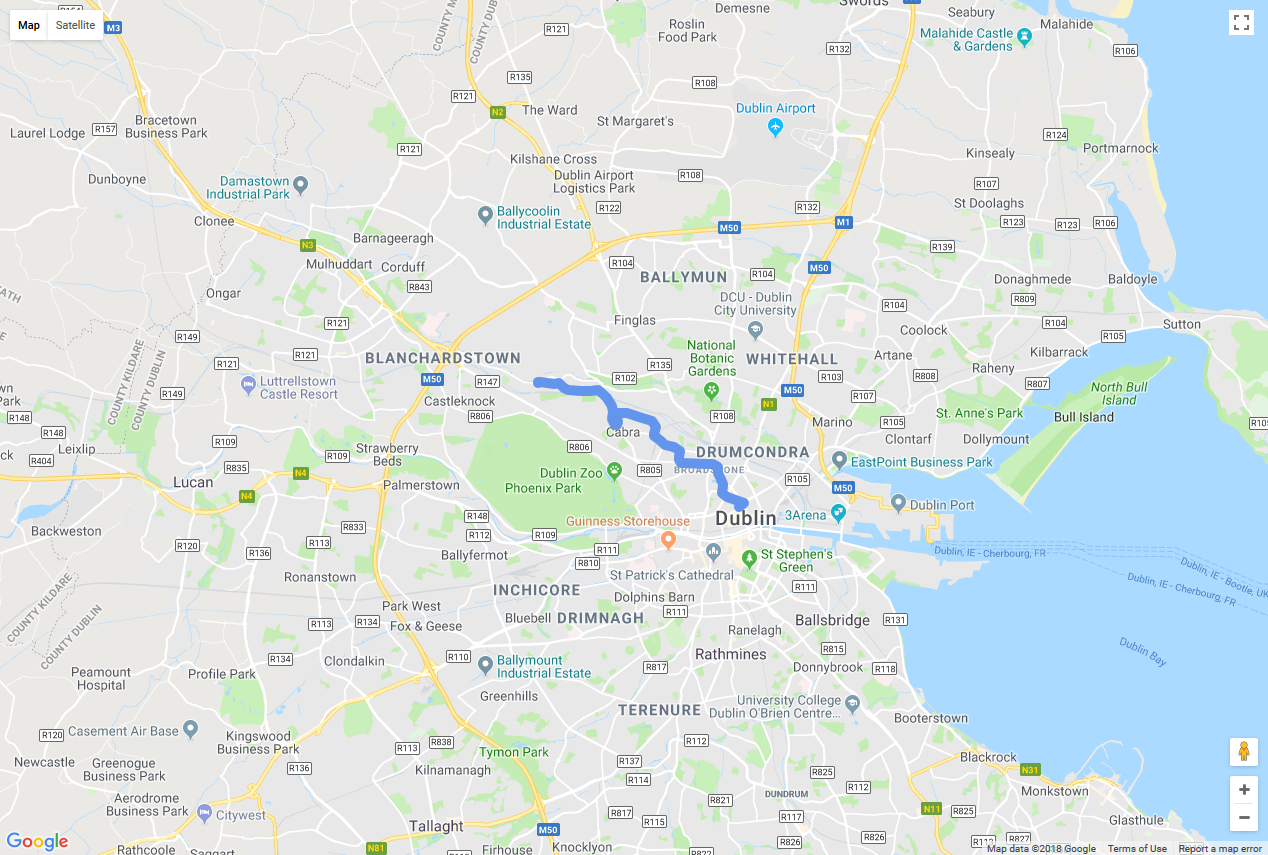 Map
Satellite
M3
COUNTY MEATH
COUNTY DUBLIN
R121
R135
R121
N2
The Ward
Roslin
Food Park
Demesne
Swords
Seabury
Malahide
R132
Malahide Castle
& Gardens
R106
R108
St Margaret's
Dublin Airport
Bracetown
Business Park
Laurel Lodge
R157
R121
Kilshane Cross
Dublin Airport
Logistics Park
R108
R124
Kinsealy
Portmarnock
Dunboyne
Damastown
Industrial Park
R107
St Doolaghs
Clonee
Ballycoolin
Industrial Estate
R122
R132
M1
R123
R123
R106
M50
Barnageeragh
N3
R139
Mulhuddart
Corduff
R104
BALLYMUN
R104
M50
Donaghmede
Baldoyle
R843
Ongar
DCU - Dublin
City University
R104
R809
R121
Finglas
Coolock
R104
R105
Sutton
R149
National
Botanic
Gardens
WHITEHALL
Artane
Kilbarrack
BLANCHARDSTOWN
R121
R121
R149
COUNTY KILDARE
COUNTY DUBLIN
R135
Raheny
R808
R103
R102
M50
R147
Luttrellstown
Castle Resort
M50
R807
North Bull
Island
Castleknock
R107
N1
R806
R108
Marino
St. Anne's Park
Bull Island
R105
Cabra
Clontarf
Dollymount
R148
R148
R109
Leixlip
R404
Strawberry
Beds
R806
DRUMCONDRA
EastPoint Business Park
R109
R835
N4
Dublin Zoo
Phoenix Park
R805
BROADSTONE
R105
Lucan
N4
Palmerstown
M50
Dublin Port
R148
Guinness Storehouse
Dublin
3Arena
Backweston
R833
R112
R109
R120
R113
R136
Ballyfermot
R111
R810
St Stephen's
Green
Dublin, IE - Cherbourg, FR
St Patrick's Cathedral
Dublin, IE - Bootle, UK
Dublin, IE - Cherbourg, FR
Ronanstown
INCHICORE
Dolphins Barn
R111
R111
COUNTY KILDARE
COUNTY DUBLIN
Park West
Bluebell
DRIMNAGH
Ballsbridge
R131
R113
R134
Fox & Geese
Ranelagh
Dublin Bay
R134
Clondalkin
R110
Ballymount
Industrial Estate
R817
Rathmines
R815
Donnybrook
R118
Peamount
Hospital
Profile Park
Greenhills
University College
Dublin O'Brien Centre...
TERENURE
Booterstown
R120
Casement Air Base
Kingswood
Business Park
R113
R838
Tymon Park
R112
Blackrock
Newcastle
Greenogue
Business Park
R136
Kilnamanagh
R137
R114
R825
N31
Monkstown
DUNDRUM
R112
Aerodrome
Business Park
Citywest
R817
R821
R115
R117
N11
R825
Glasthule
Tallaght
M50
R826
R826
R827
Rathcoole
Saggart
N81
Firhouse
Knocklyon
Google
Map data ©2018 Google
Terms of Use
Report a map error